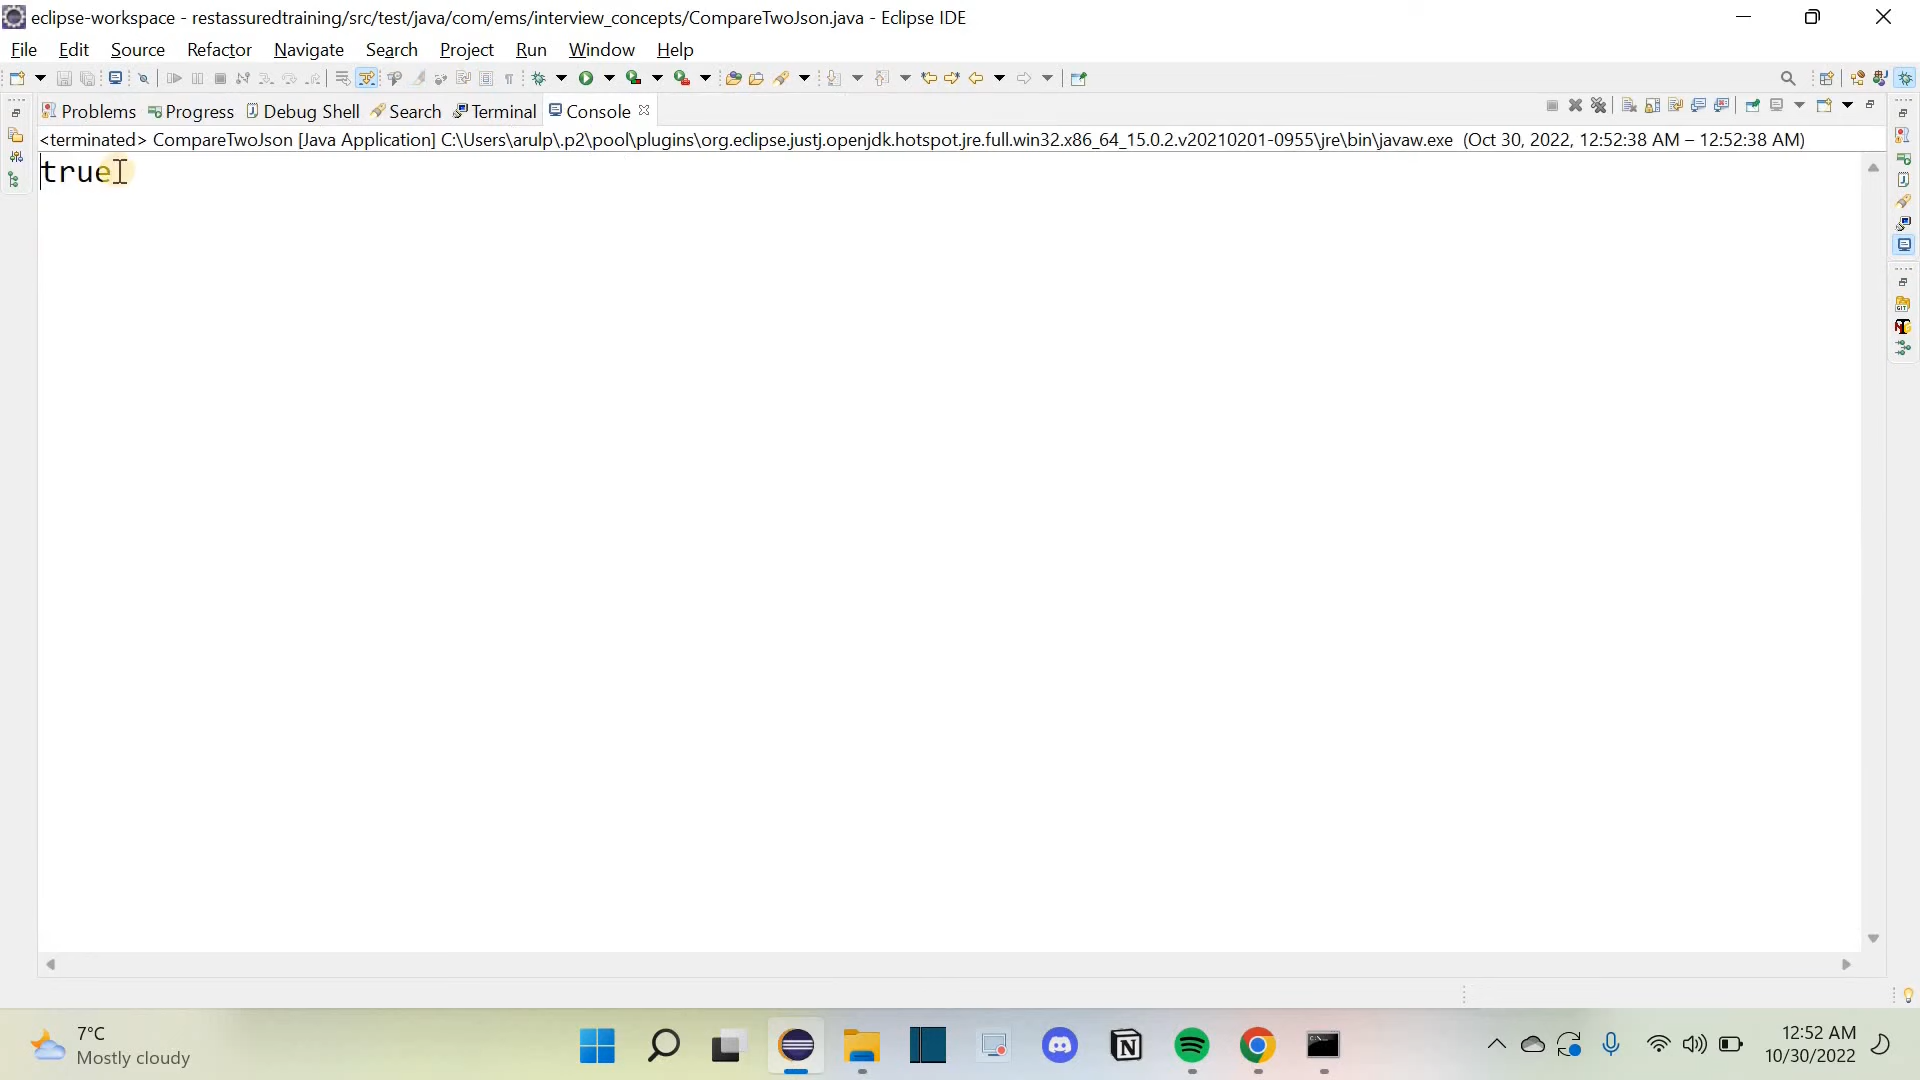 eclipse-workspace - restassuredtraining/src/test/java/com/ems/interview_concepts/CompareTwoJson.java - Eclipse IDE
File Edit Source Refactor Navigate Search Project Run Window Help
Problems Progress Debug Shell Search Terminal Console
<terminated> CompareTwoJson [Java Application] C:\Users\arulp\.p2\pool\plugins\org.eclipse.justj.openjdk.hotspot.jre.full.win32.x86_64_15.0.2.v20210201-0955\jre\bin\javaw.exe (Oct 30, 2022, 12:52:38 AM – 12:52:38 AM)
true
7°C
Mostly cloudy
12:52 AM
10/30/2022